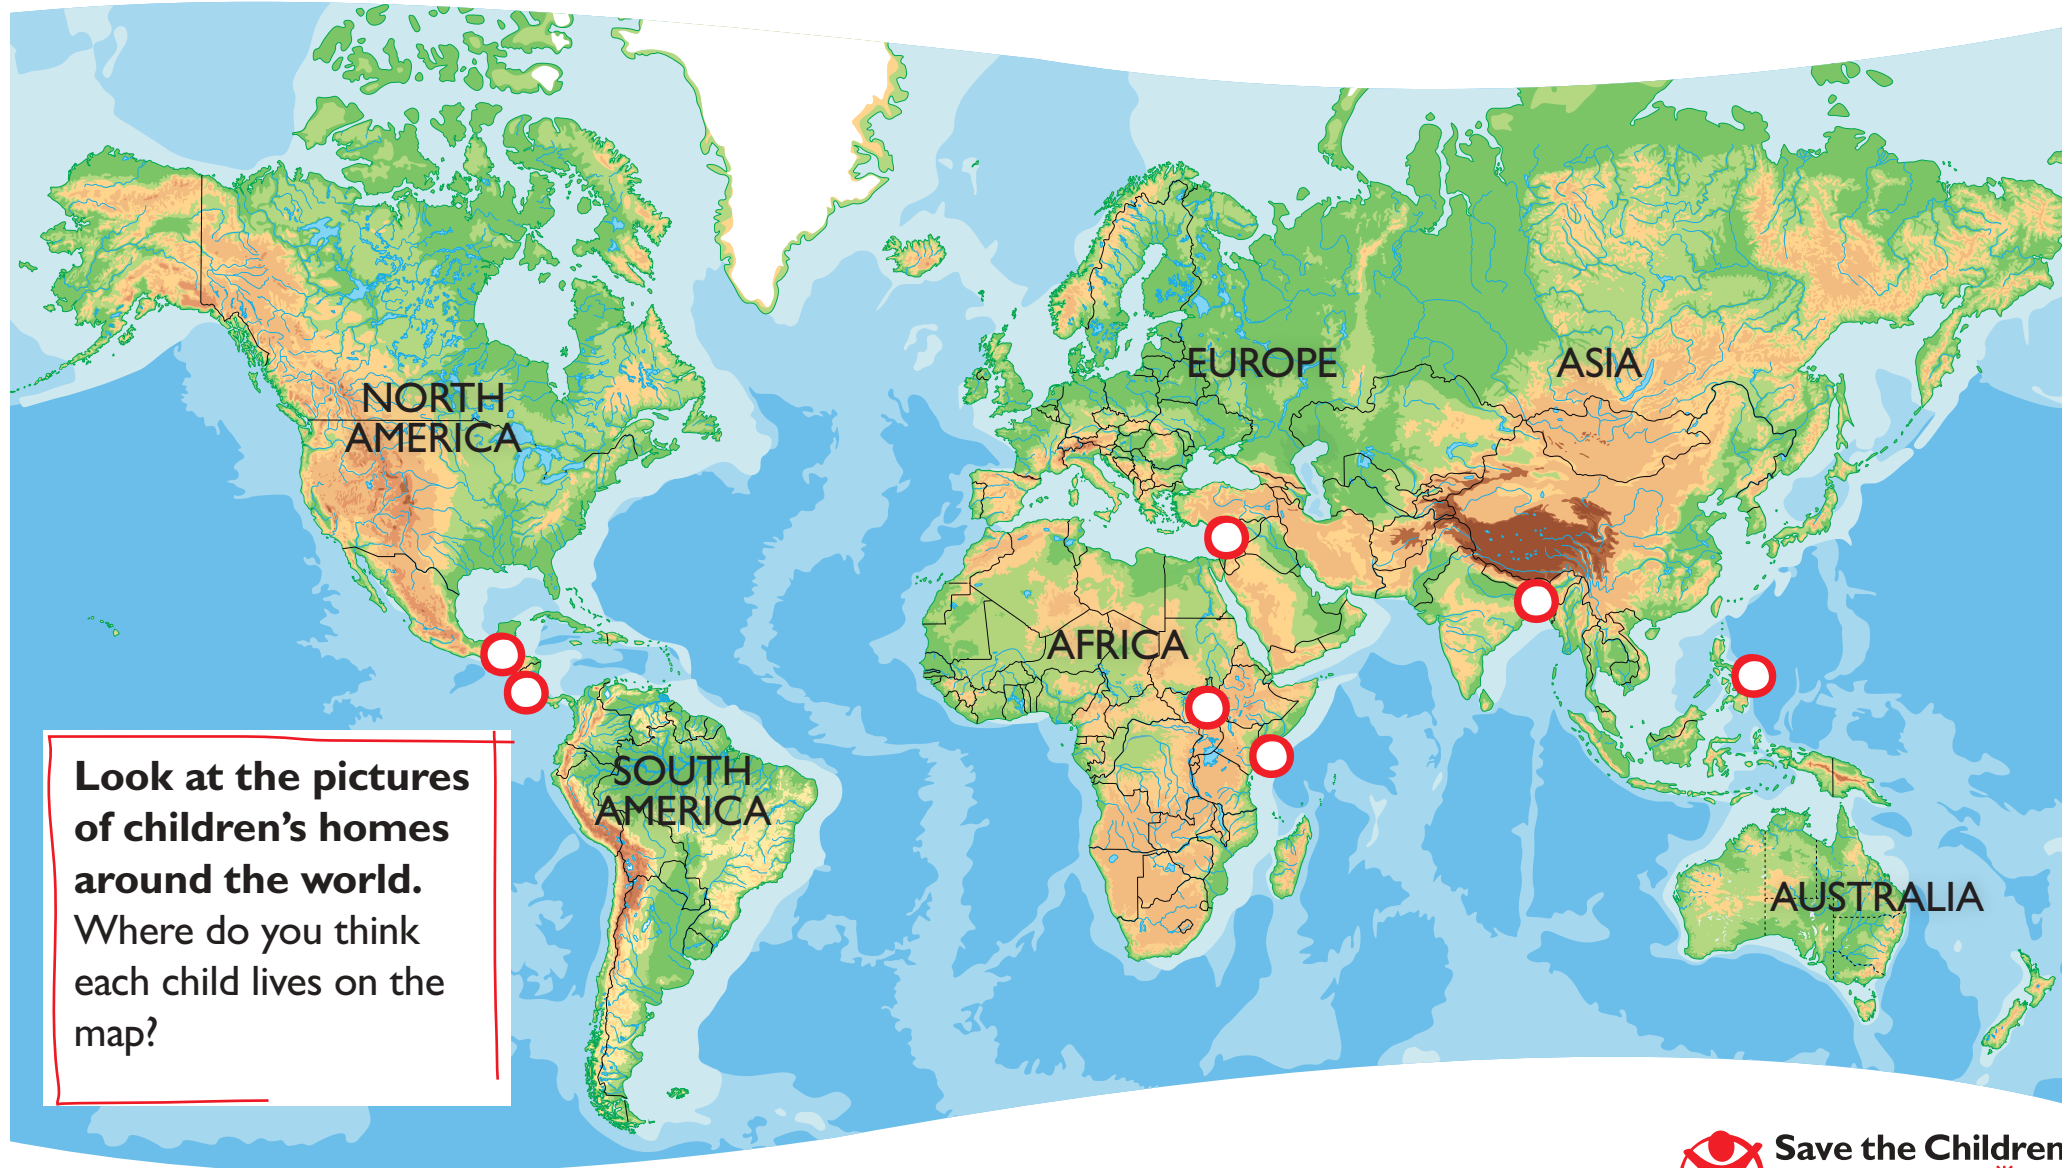 EUROPE
ASIA
NORTH
AMERICA
AFRICA
SOUTH
AMERICA
AUSTRALIA
Look at the pictures
of children’s homes
around the world.
Where do you think
each child lives on the
map?
Save the Children